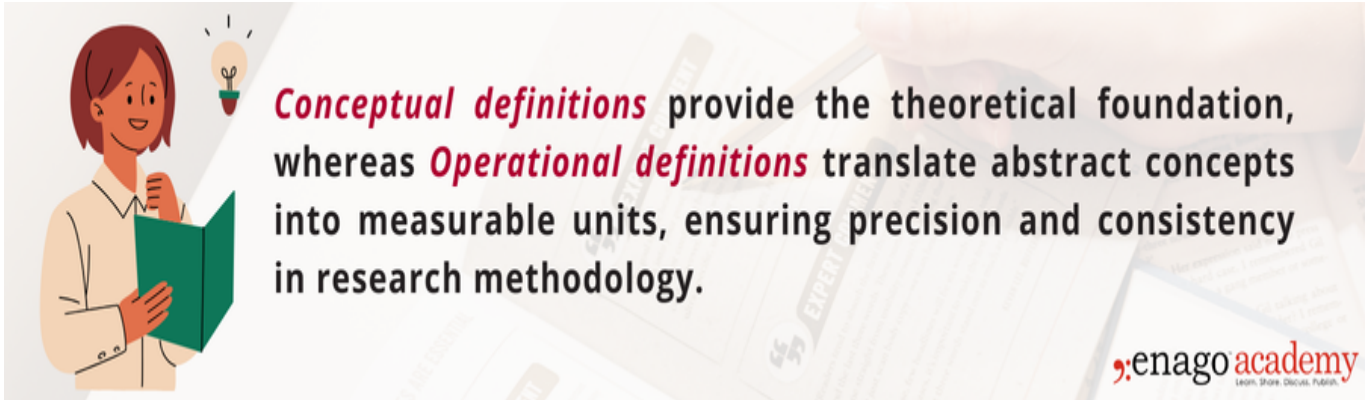 Conceptual definitions provide the theoretical foundation,
whereas Operational definitions translate abstract concepts
into measurable units, ensuring precision and consistency
in research methodology.
enago academy
Learn. Share. Discuss. Publish.